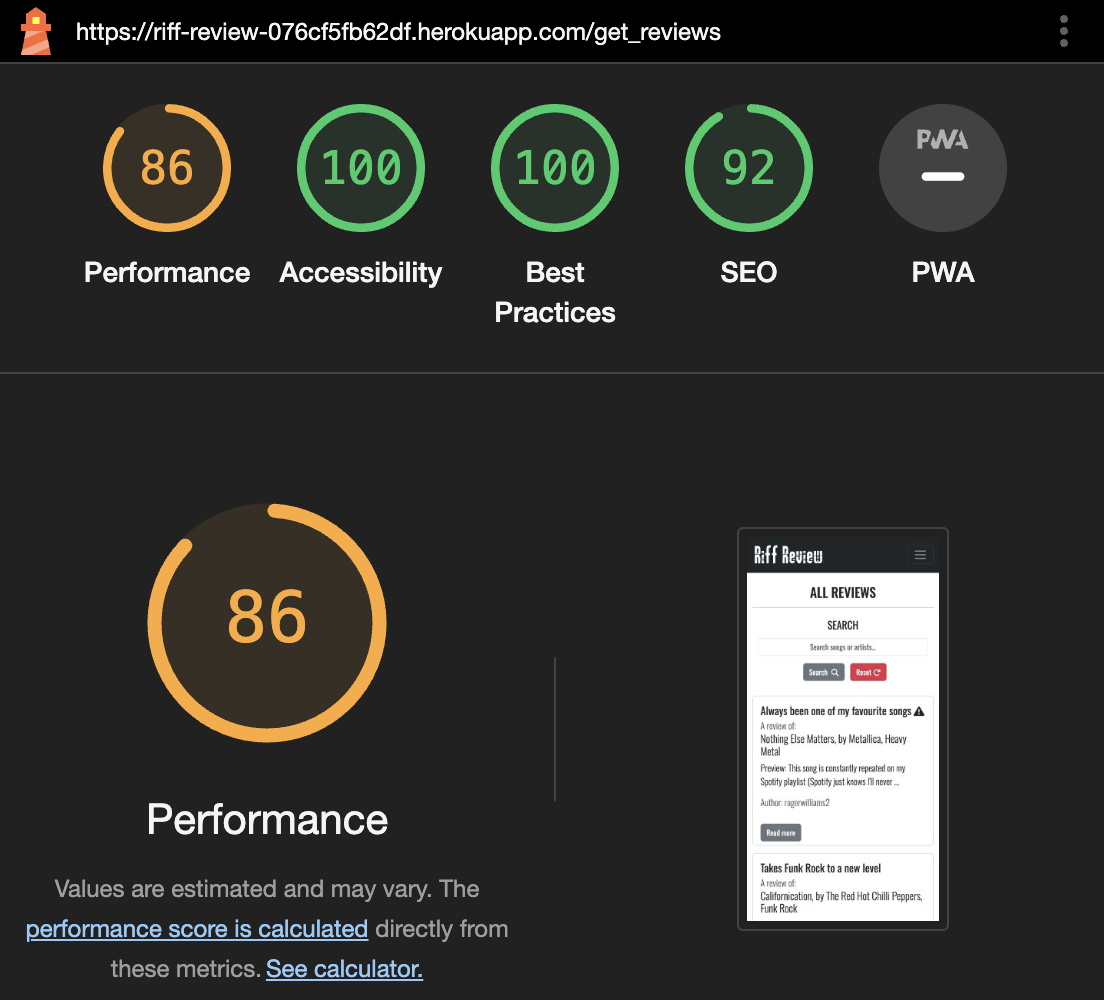 https://riff-review-076cf5fb62df.herokuapp.com/get_reviews
86
100
100
92
PWA
Performance
Accessibility
Best
Practices
SEO
PWA
86
Performance
Values are estimated and may vary. The
performance score is calculated directly from
these metrics. See calculator.
Riff Review
ALL REVIEWS
SEARCH
Search songs or artists...
Search
Reset
Always been one of my favourite songs
A review of:
Nothing Else Matters, by Metallica, Heavy
Metal
Preview: This song is constantly repeated on my
Spotify playlist (Spotify just knows I'll never ...
Author: rogerwilliams2
Read more
Takes Funk Rock to a new level
A review of:
Californication, by The Red Hot Chilli Peppers,
Funk Rock